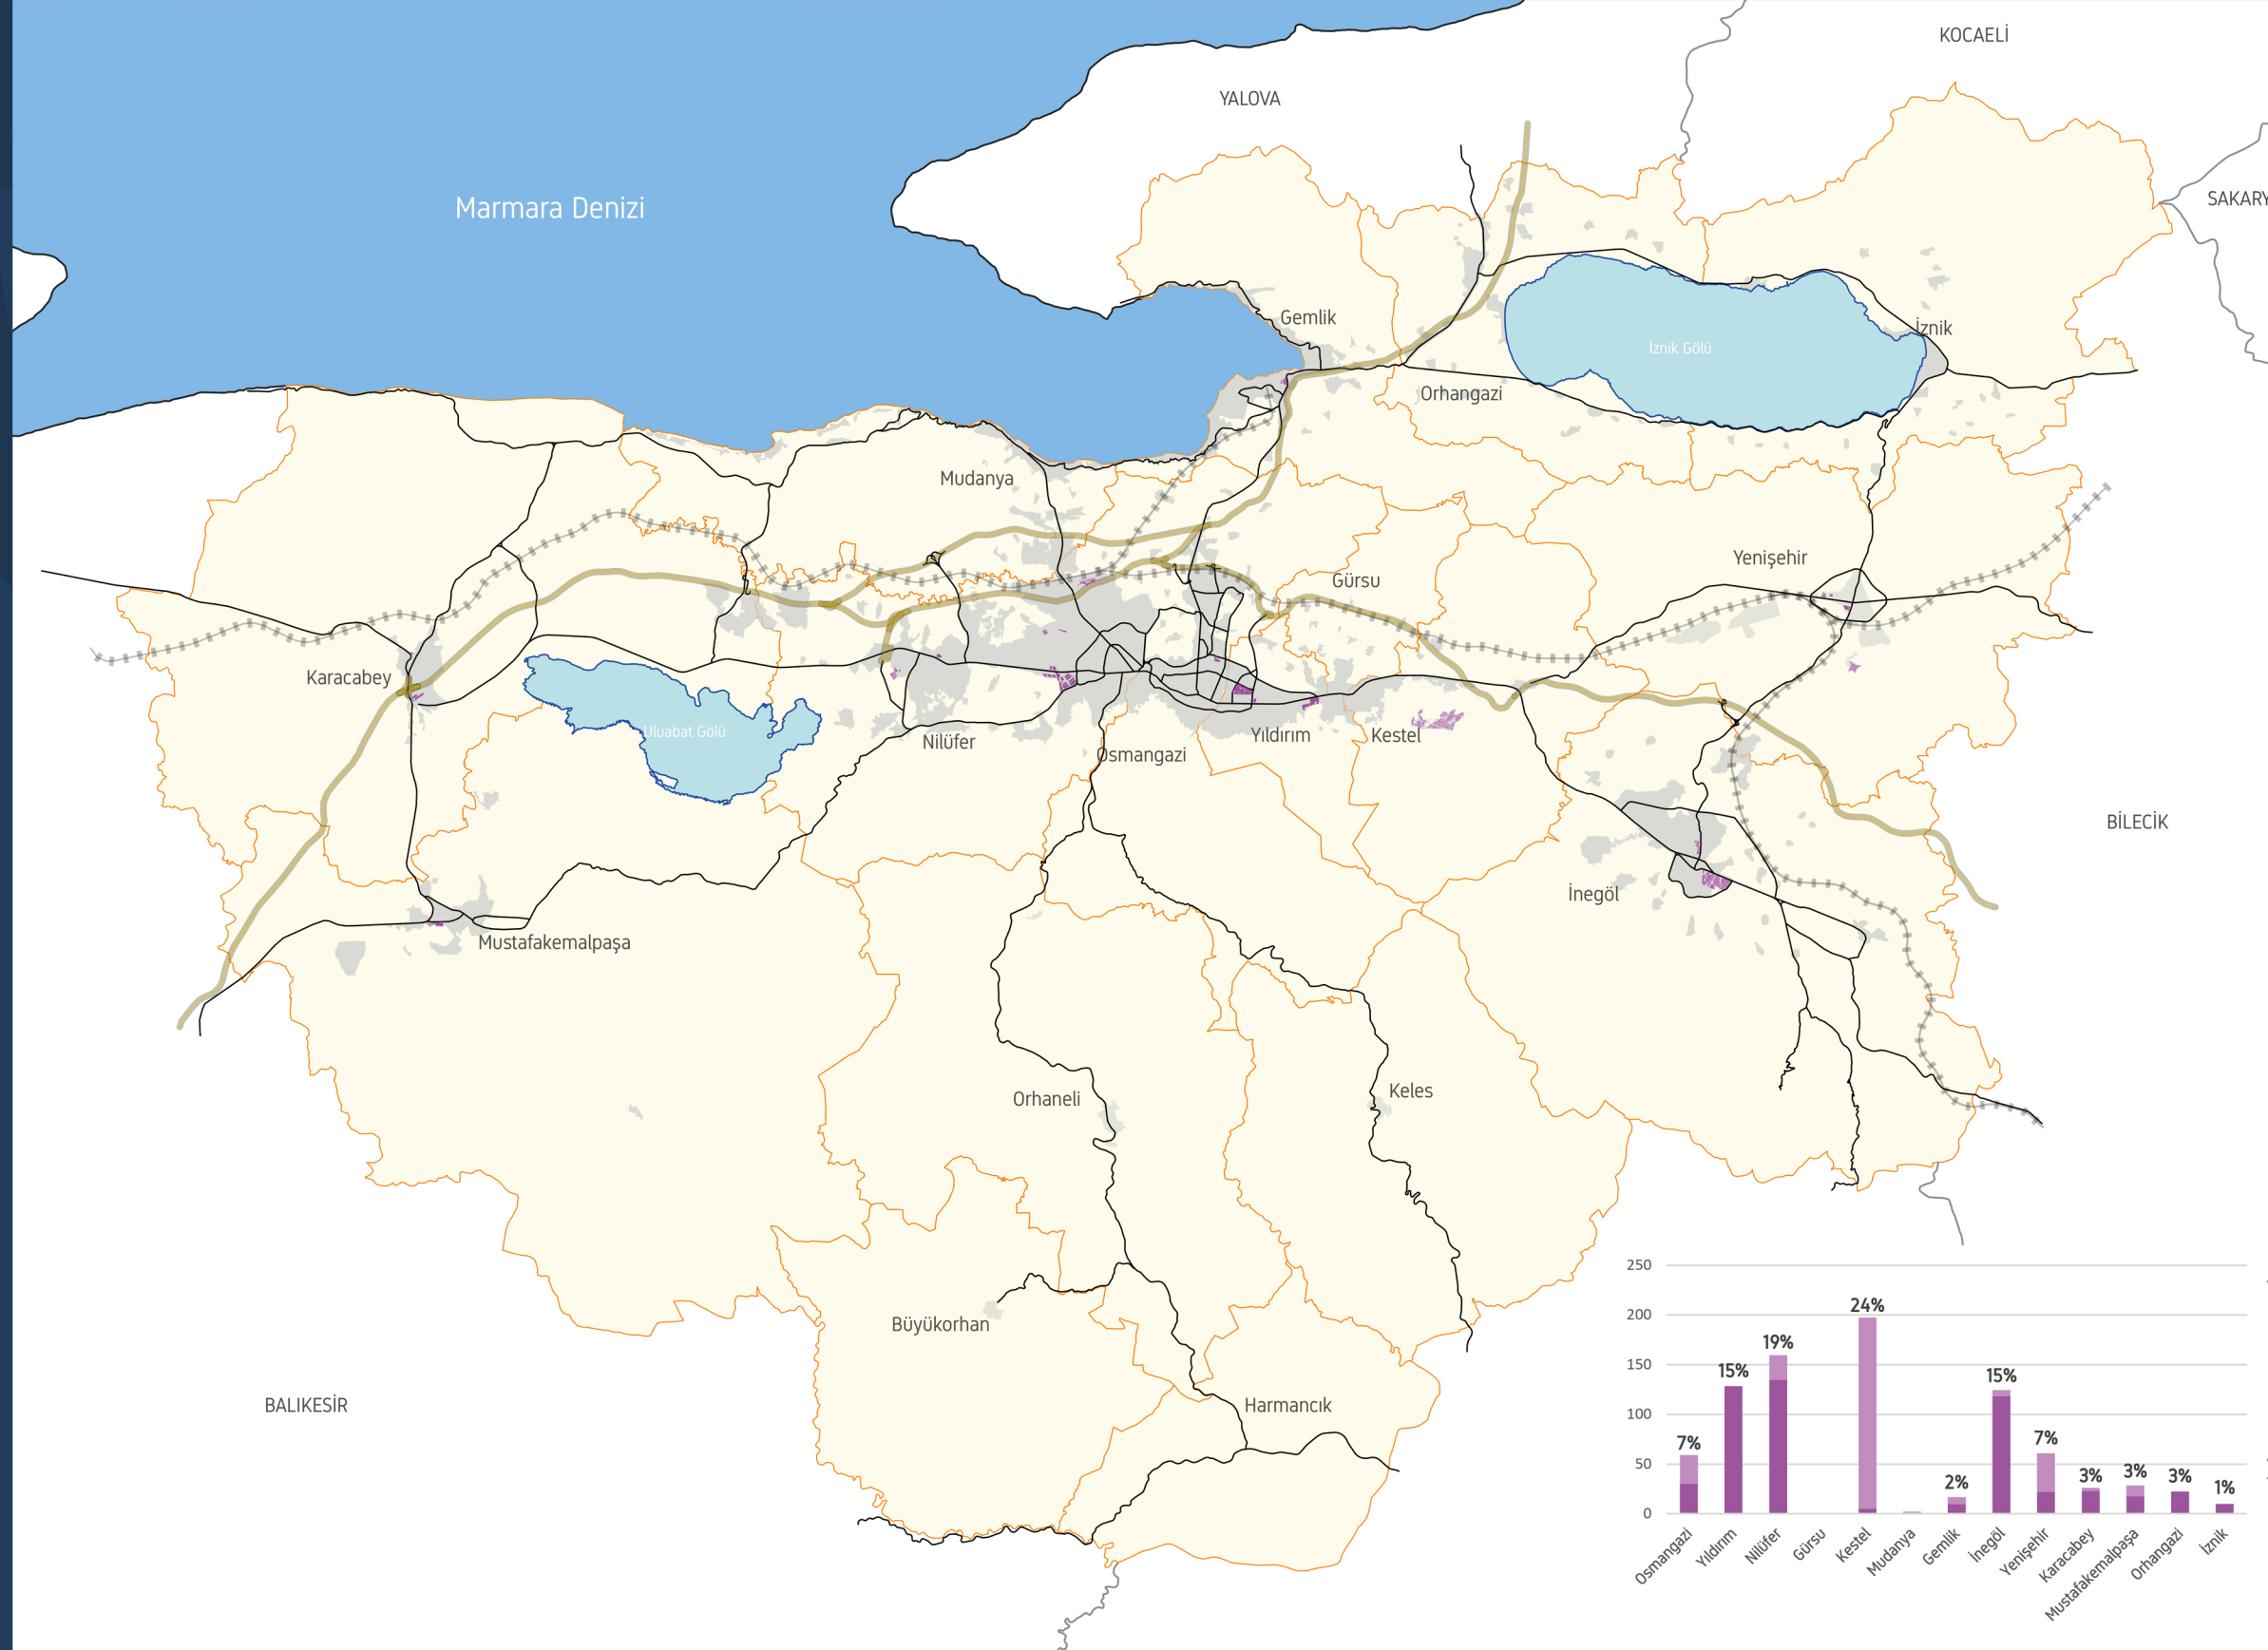 KOCAELİ
YALOVA
SAKARY
Marmara Denizi
Gemlik
İznik
İznik Gölü
Orhangazi
Mudanya
Yenişehir
Gürsu
Karacabey
Uluabat Gölü
Nilüfer
Yıldırım
Kestel
Osmangazi
BİLECİK
İnegöl
Mustafakemalpaşa
Keles
Orhaneli
Büyükorhan
BALIKESİR
Harmancık
250
200
150
100
50
0
7%
15%
19%
24%
2%
15%
7%
3%
3%
3%
1%
Osmangazi
Yıldırım
Nilüfer
Gürsu
Kestel
Mudanya
Gemlik
İnegöl
Yenişehir
Karacabey
Mustafakemalpaşa
Orhangazi
İznik